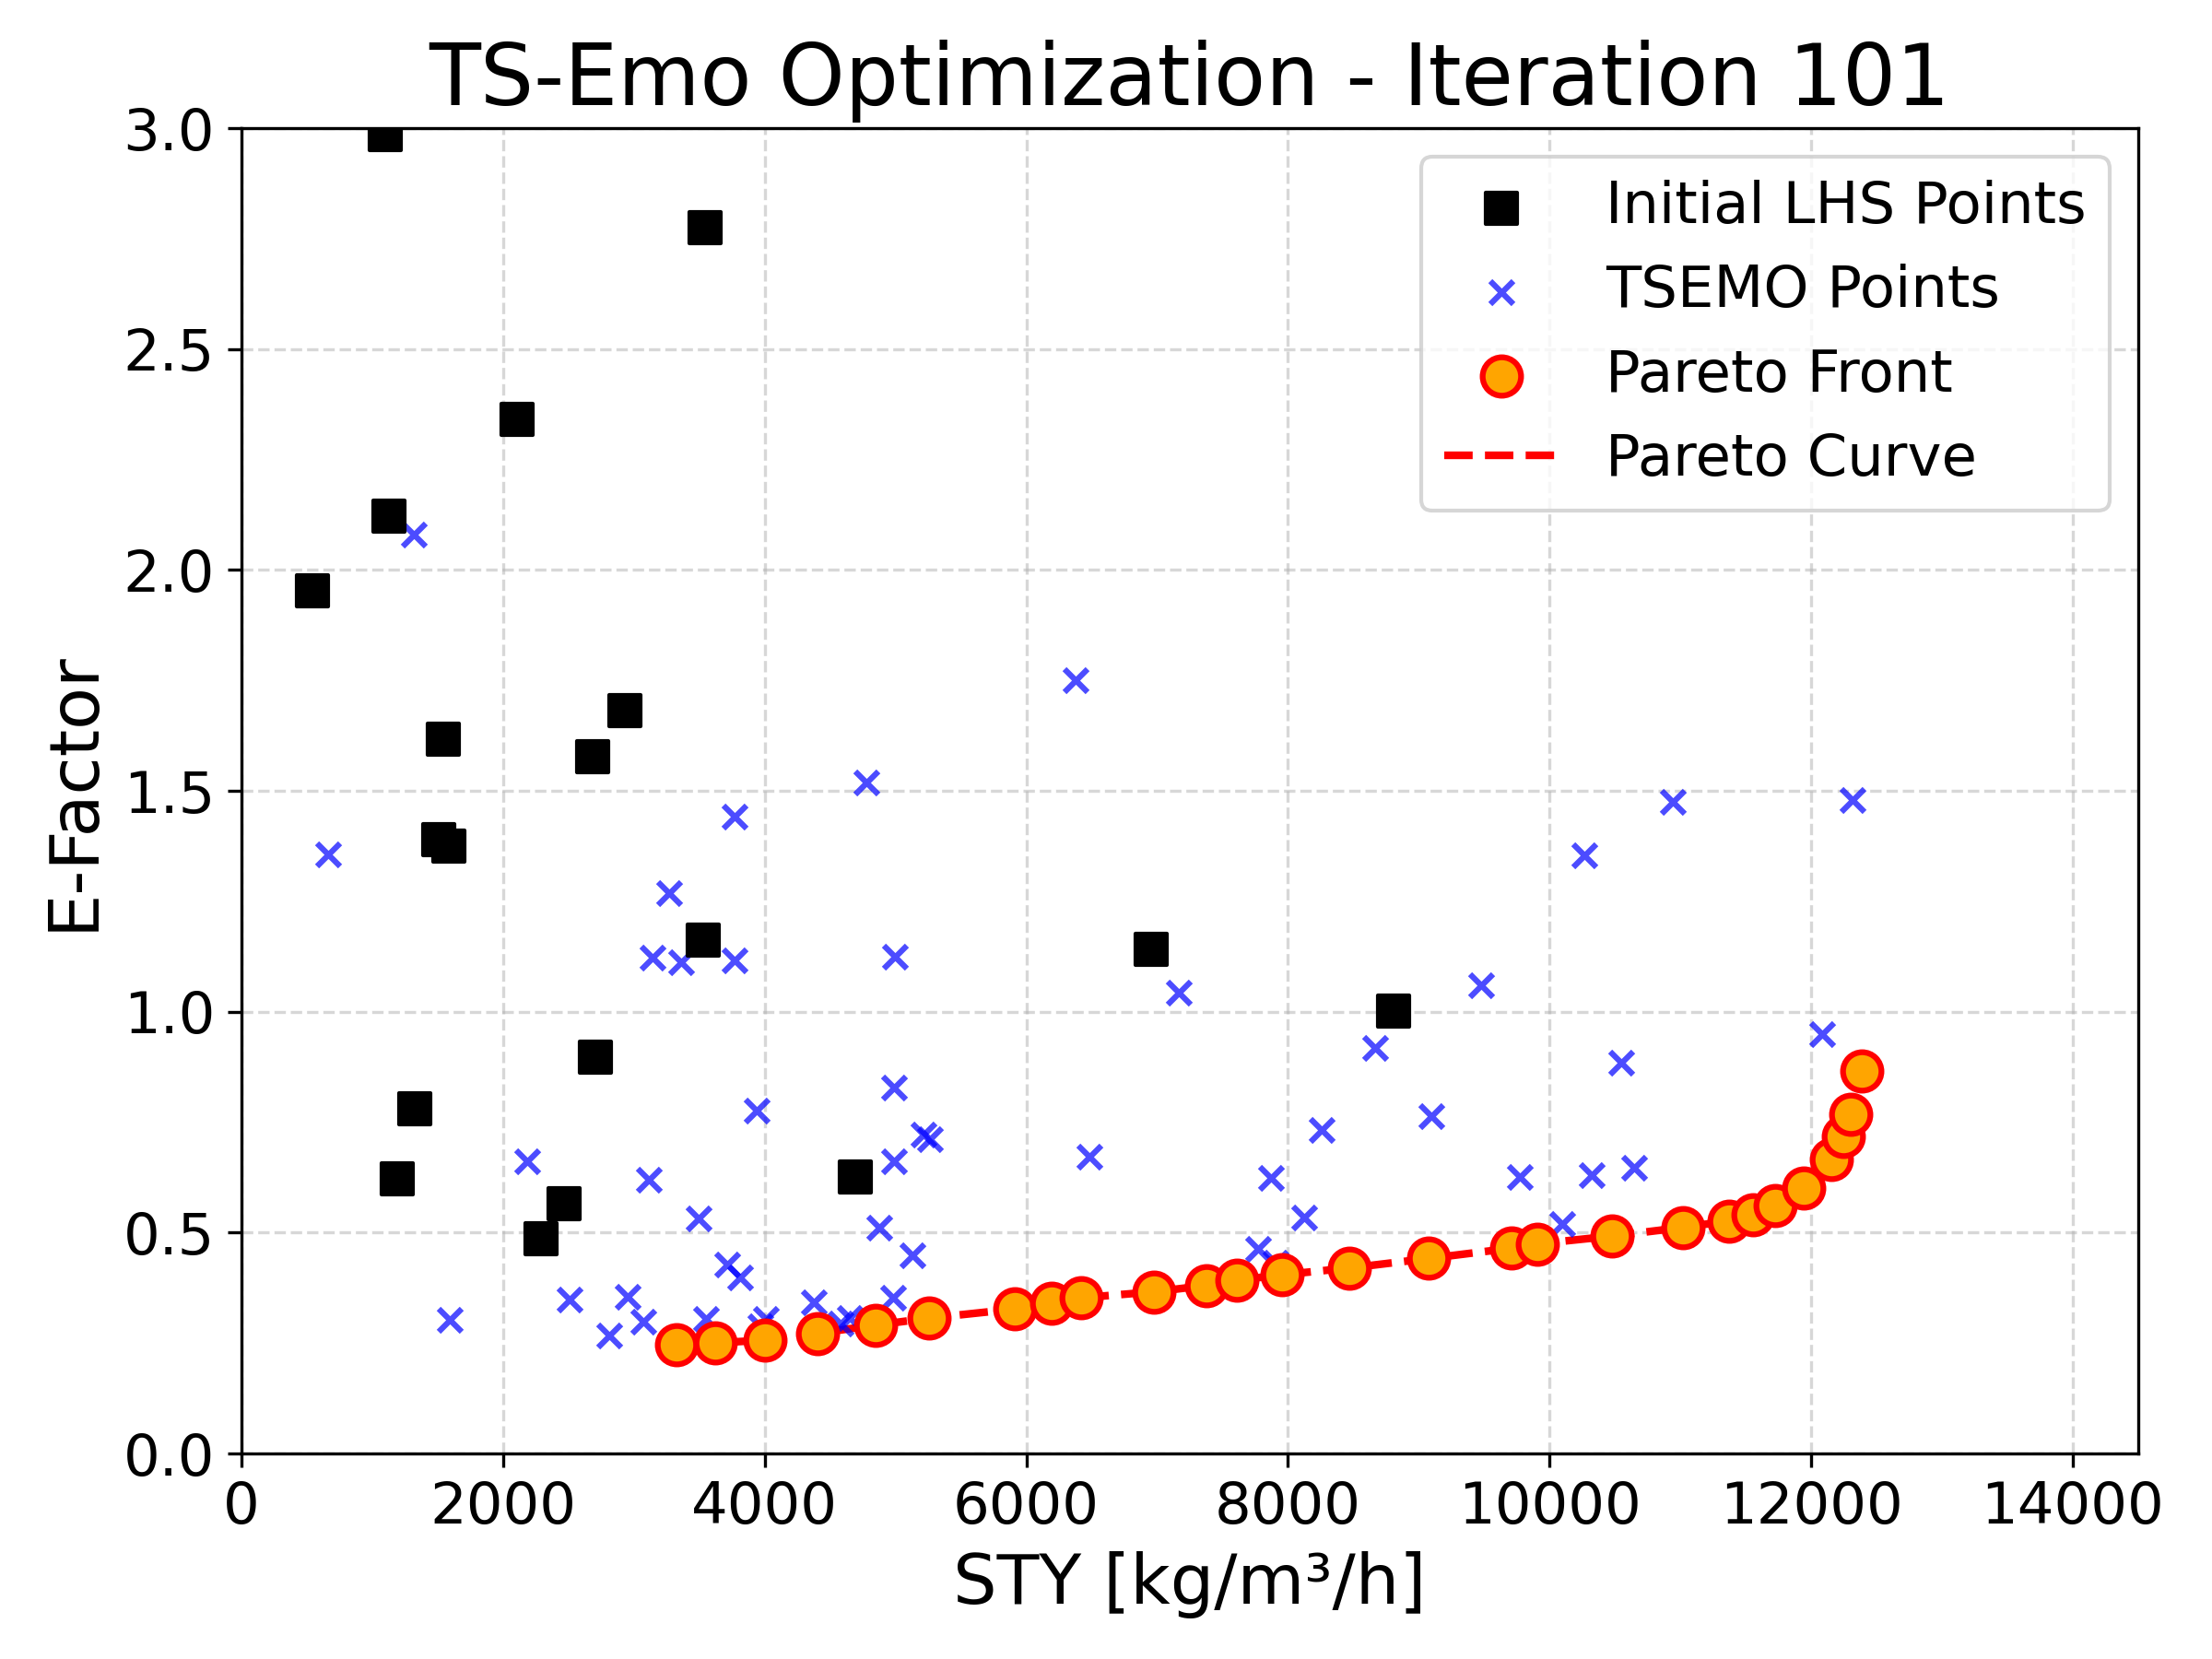 TS-Emo Optimization - Iteration 101
3.0
2.5
2.0
1.5
1.0
0.5
0.0
E-Factor
Initial LHS Points
TSEMO Points
Pareto Front
Pareto Curve
0 2000 4000 6000 8000 10000 12000 14000
STY [kg/m³/h]